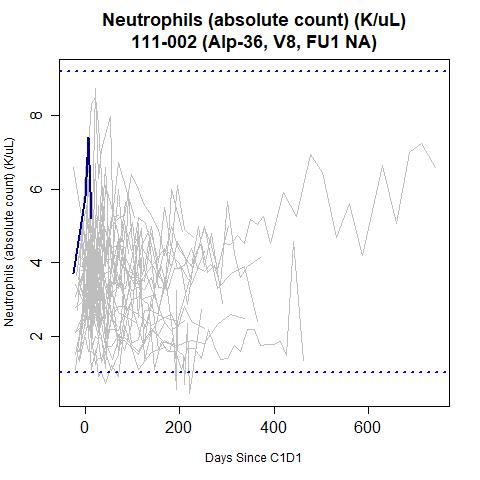 Neutrophils (absolute count) (K/uL)
111-002 (Alp-36, V8, FU1 NA)
Neutrophils (absolute count) (K/uL)
8
6
4
2
0
200
400
600
Days Since C1D1